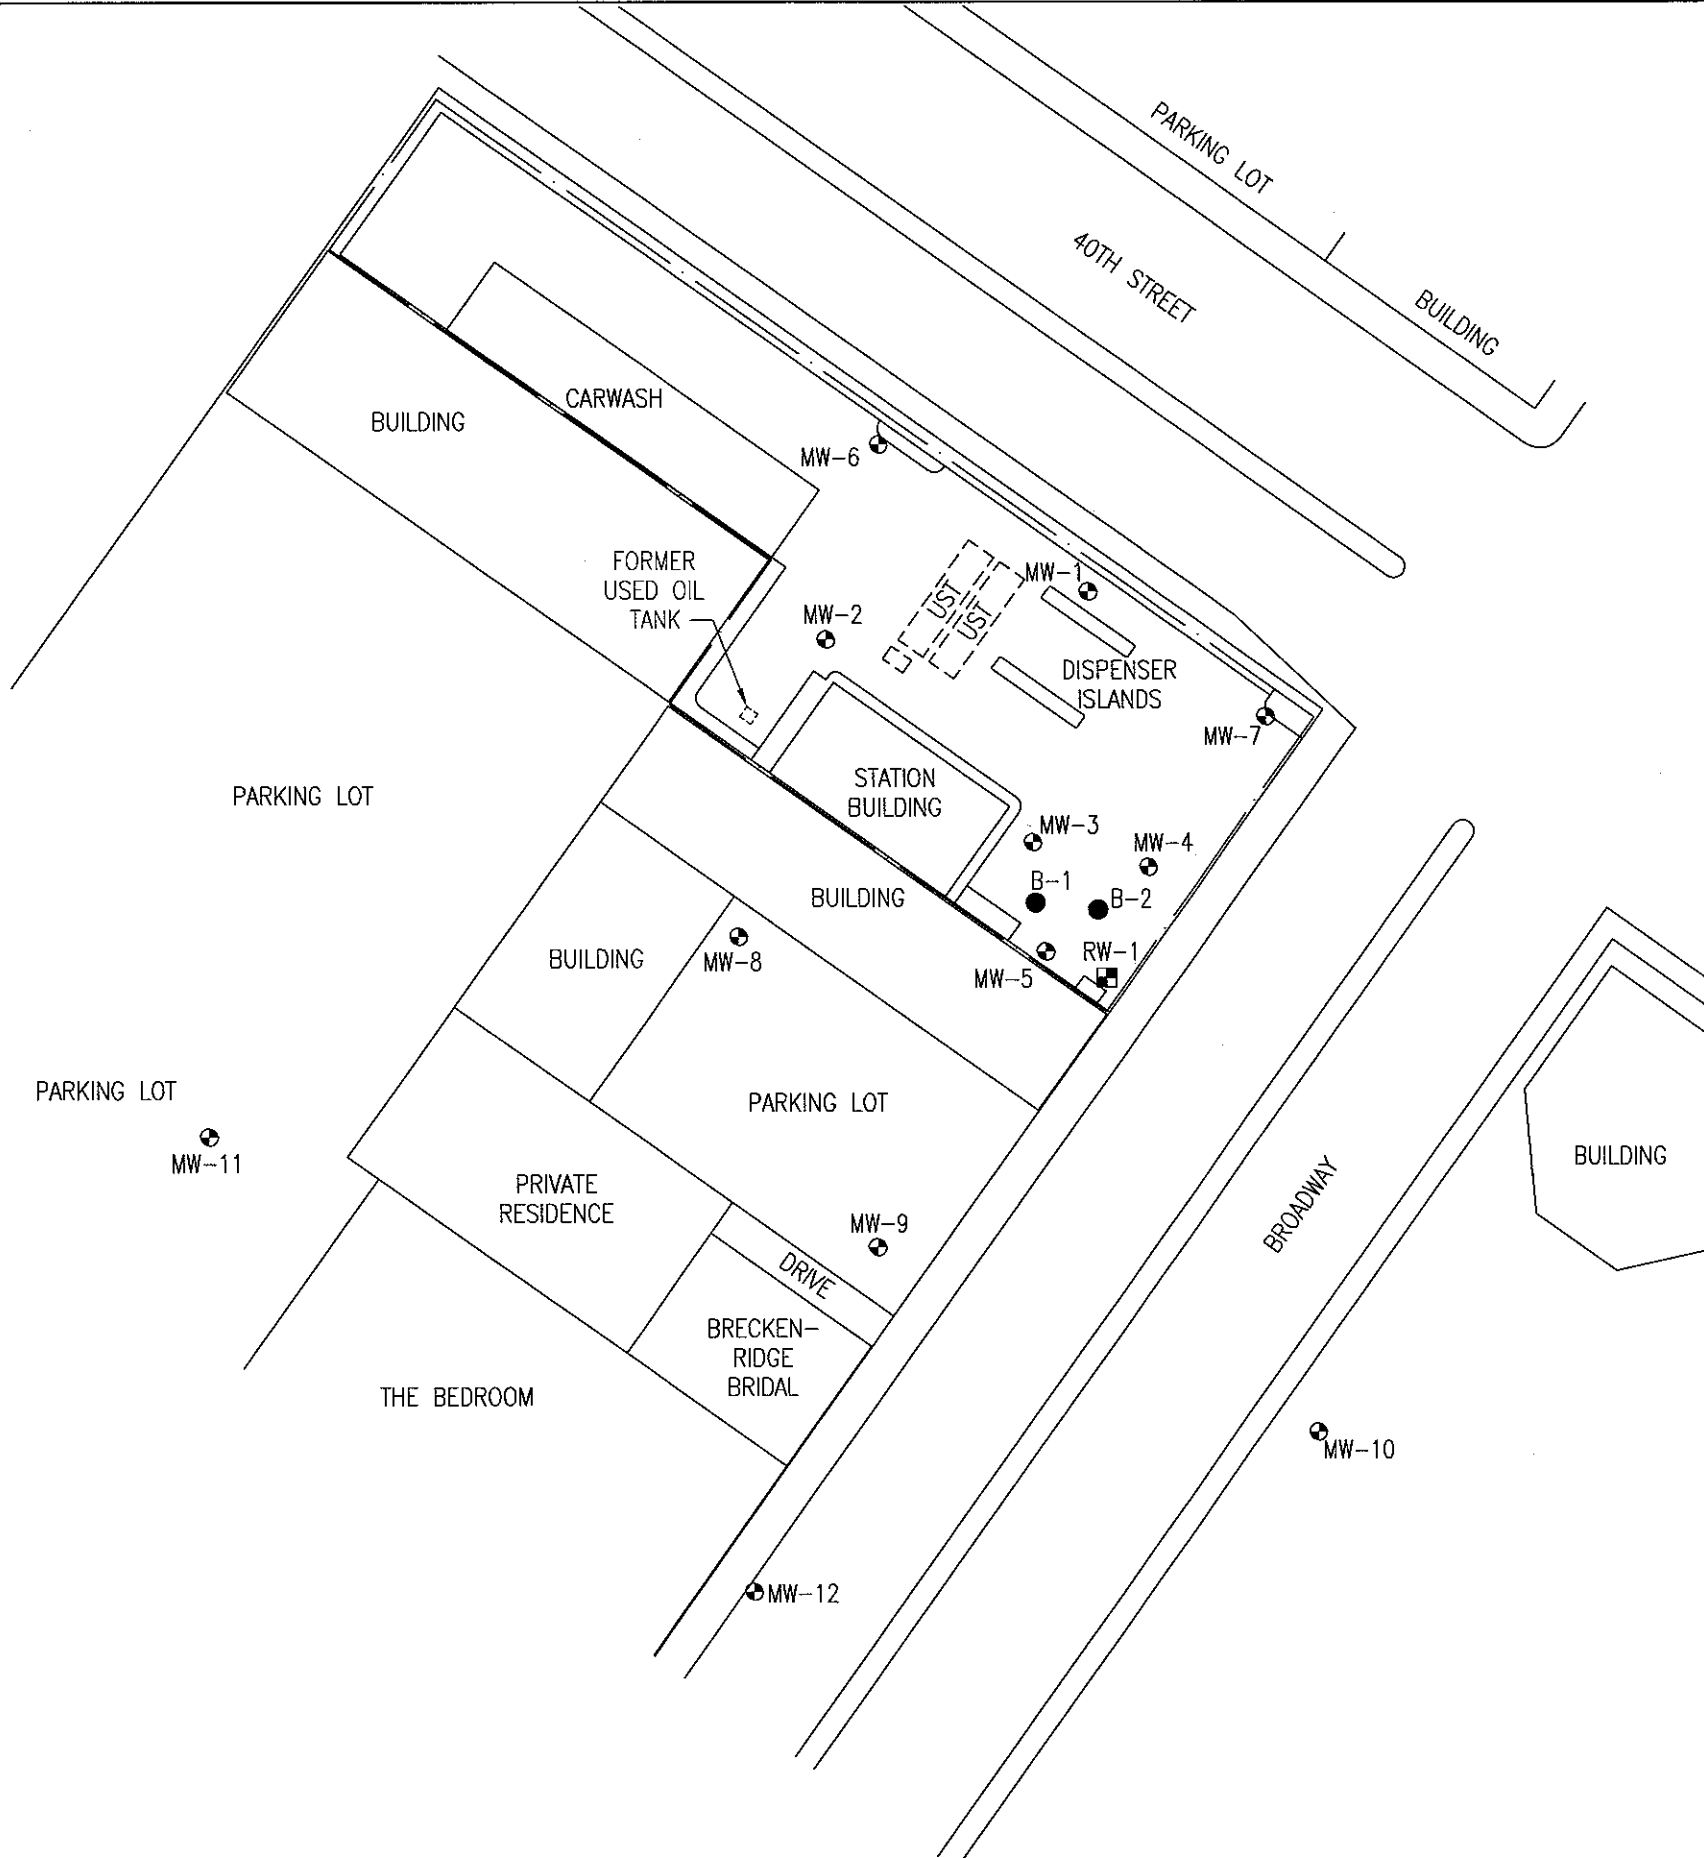 PARKING LOT
40TH STREET
BUILDING
CARWASH
BUILDING
MW-6
FORMER
USED OIL
TANK
MW-2
UST
UST
MW-1
DISPENSER
ISLANDS
MW-7
STATION
BUILDING
PARKING LOT
MW-3
MW-4
B-1
B-2
BUILDING
BUILDING
MW-8
MW-5
RW-1
PARKING LOT
PARKING LOT
MW-11
BUILDING
BROADWAY
PRIVATE
RESIDENCE
MW-9
DRIVE
BRECKEN-
RIDGE
BRIDAL
THE BEDROOM
MW-10
MW-12